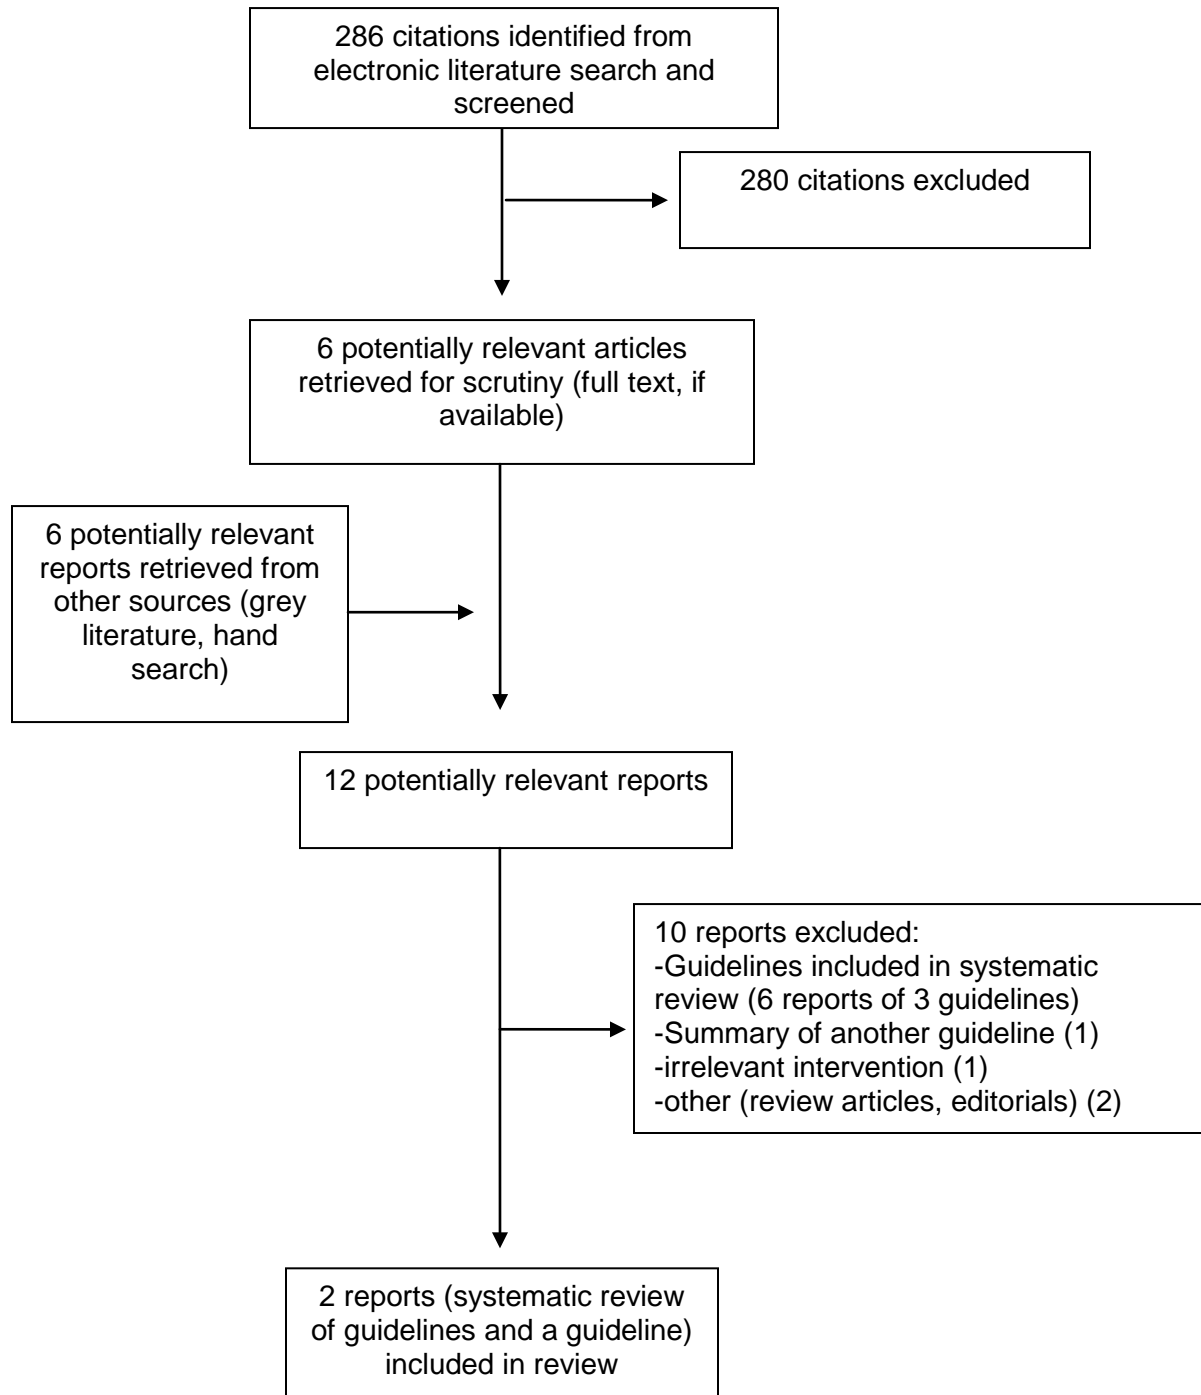 286 citations identified from
electronic literature search and
screened
280 citations excluded
6 potentially relevant articles
retrieved for scrutiny (full text, if
available)
6 potentially relevant
reports retrieved from
other sources (grey
literature, hand
search)
12 potentially relevant reports
10 reports excluded:
-Guidelines included in systematic
review (6 reports of 3 guidelines)
-Summary of another guideline (1)
-irrelevant intervention (1)
-other (review articles, editorials) (2)
2 reports (systematic review
of guidelines and a guideline)
included in review